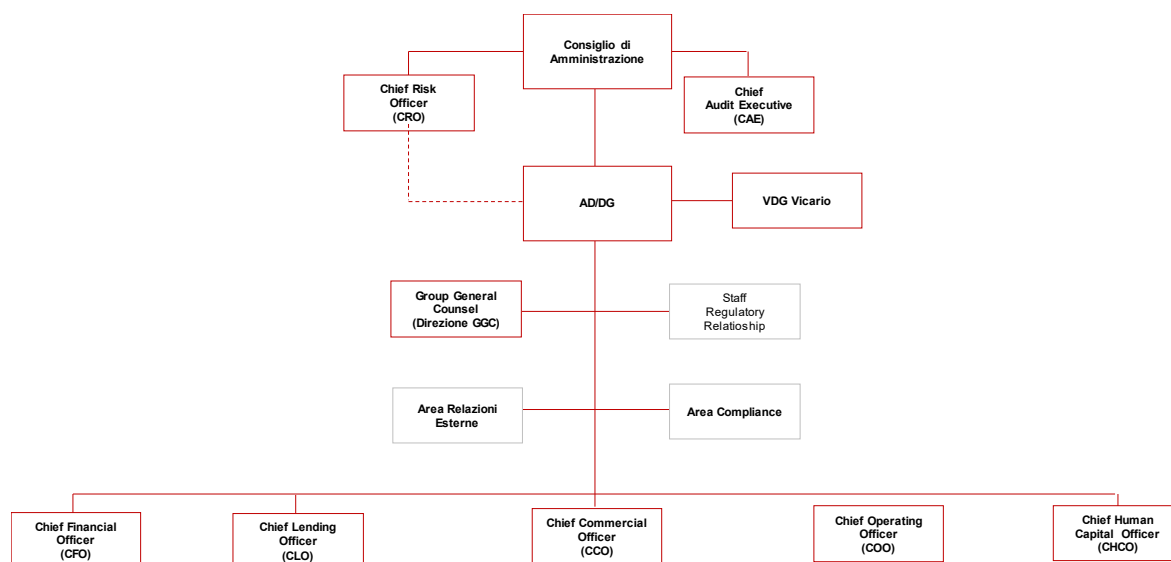 Consiglio di
Amministrazione
Chief Risk
Officer
(CRO)
Chief
Audit Executive
(CAE)
AD/DG
VDG Vicario
Group General
Counsel
(Direzione GGC)
Staff
Regulatory
Relatioship
Area Relazioni
Esterne
Area Compliance
Chief Financial
Officer
(CFO)
Chief Lending
Officer
(CLO)
Chief Commercial
Officer
(CCO)
Chief Operating
Officer
(COO)
Chief Human
Capital Officer
(CHCO)